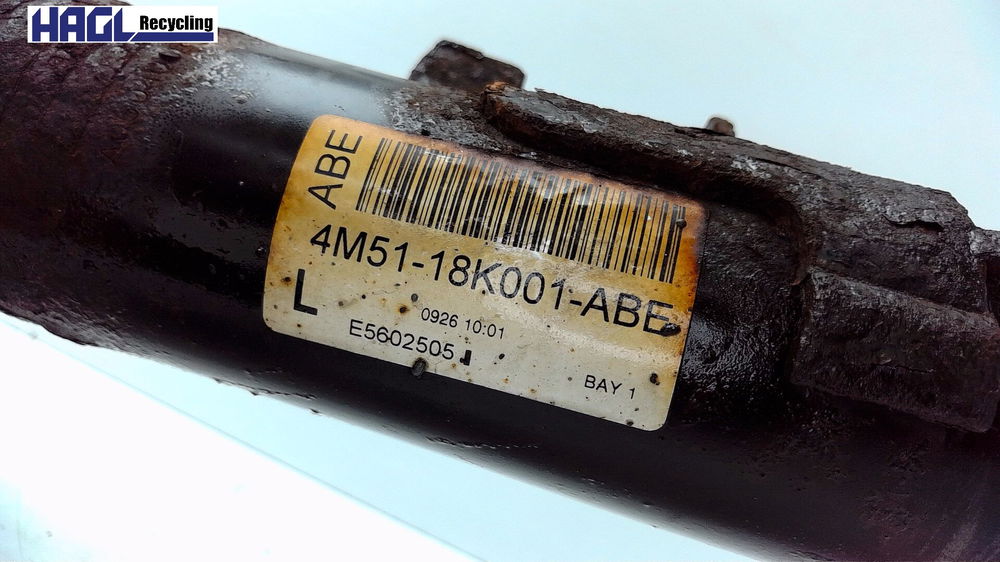 HAGL Recycling
ABE
4M51-18K001-ABE
L
0926 10:01
E5602505
BAY 1